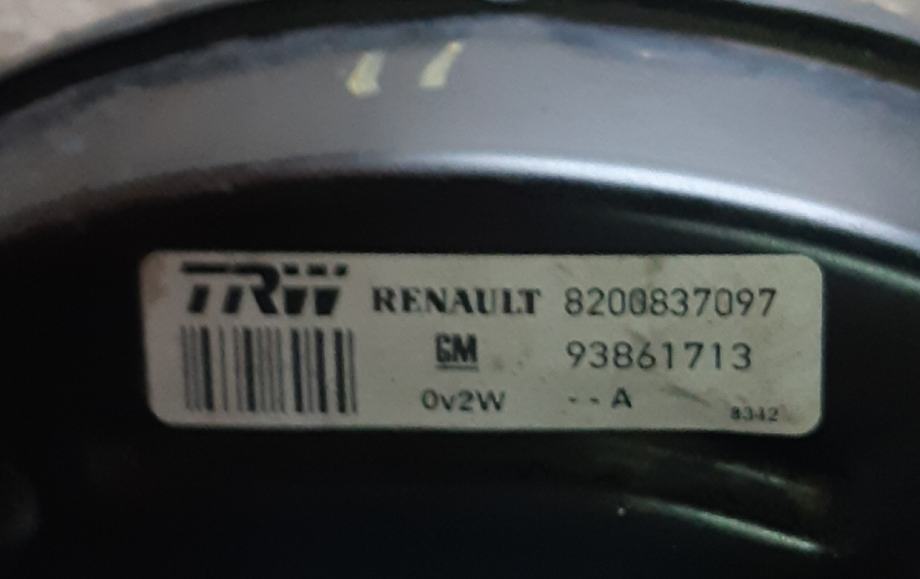 TRW RENAULT 8200837097
GM 93861713
0v2W --A 8342